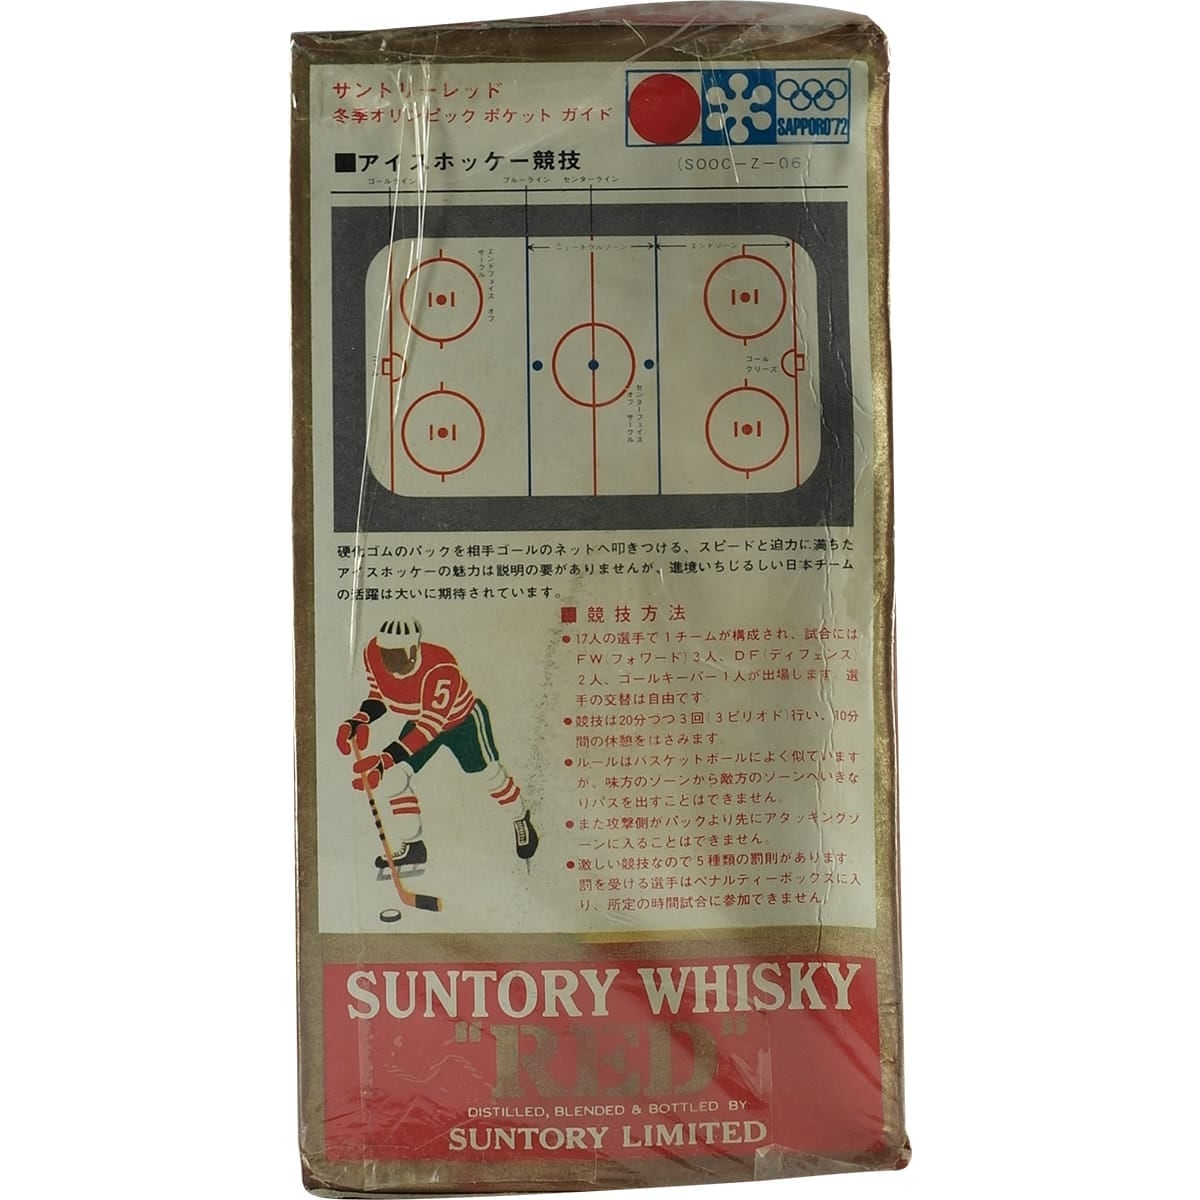 サントリーレッド
冬季オリンピック ポケット ガイド
SAPPORO'72
■アイスホッケー競技
(SOOC-Z-06)
ゴールライン
ブルーライン
センターライン
ニュートラルゾーン
エンドゾーン
エンドフェイス オフ
サークル
ゴール
クリーズ
センターフェイス
オフ サークル
硬化ゴムのパックを相手ゴールのネットへ叩きつける、スピードと迫力に満ちた
アイスホッケーの魅力は説明の要がありませんが、進境いちじるしい日本チーム
の活躍は大いに期待されています。
■競技方法
●17人の選手で1チームが構成され、試合には
FW(フォワード)3人、DF(ディフェンス)
2人、ゴールキーパー1人が出場します。選
手の交替は自由です。
●競技は20分づつ3回(3ピリオド)行い、10分
間の休憩をはさみます。
●ルールはバスケットボールによく似ています
が、味方のゾーンから敵方のゾーンへいきな
りパスを出すことはできません。
●また攻撃側がパックより先にアタッキングゾ
ーンに入ることはできません。
●激しい競技なので5種類の罰則があります。
罰を受ける選手はペナルティーボックスに入
り、所定の時間試合に参加できません。
5
SUNTORY WHISKY
"RED"
DISTILLED, BLENDED & BOTTLED BY
SUNTORY LIMITED